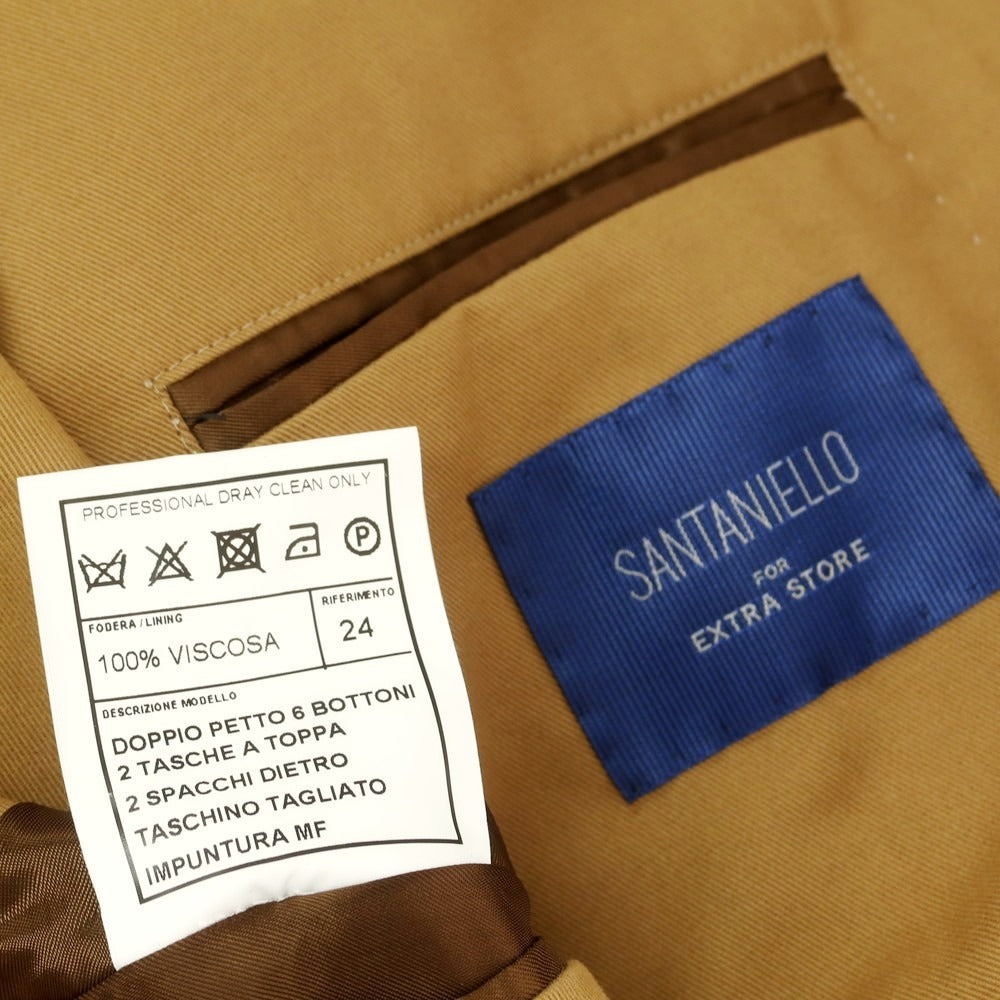 PROFESSIONAL DRAY CLEAN ONLY
P
FODERA / LINING
100% VISCOSA
RIFERIMENTO
24
DESCRIZIONE MODELLO
DOPPIO PETTO 6 BOTTONI
2 TASCHE A TOPPA
2 SPACCHI DIETRO
TASCHINO TAGLIATO
IMPUNTURA MF
SANTANIELLO
FOR
EXTRA STORE